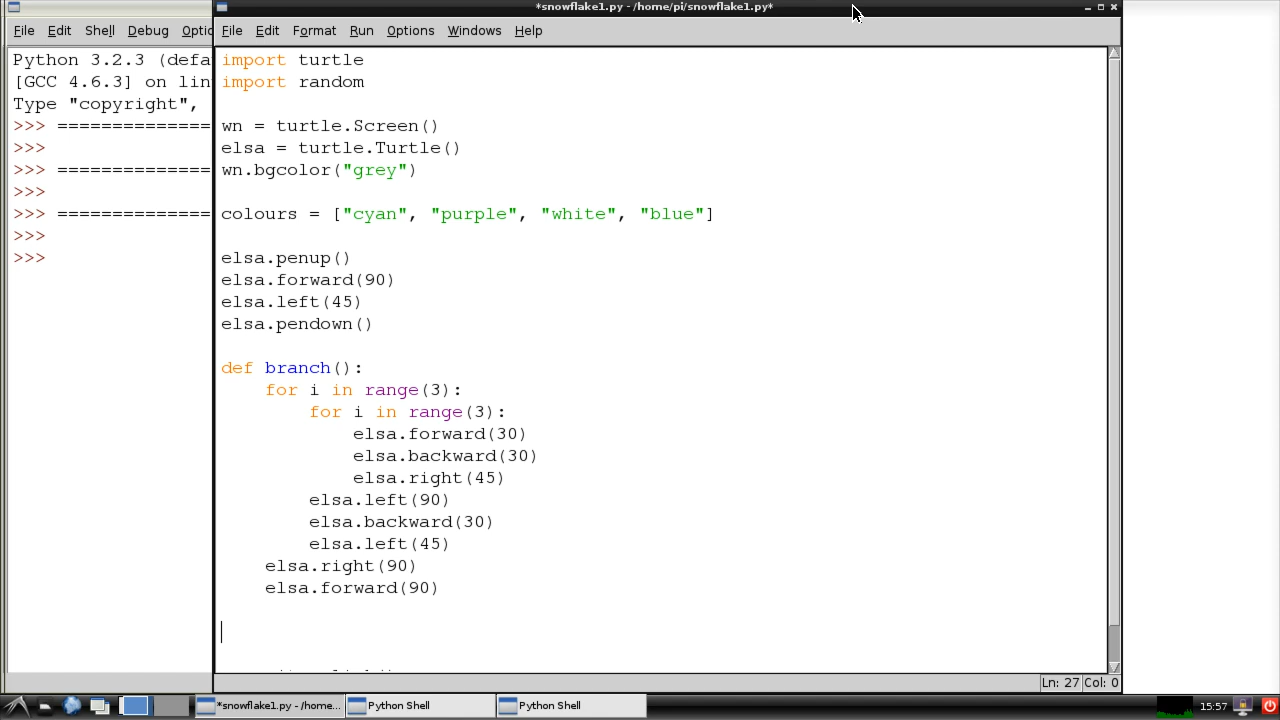 *snowflake1.py - /home/pi/snowflake1.py*
File Edit Shell Debug Optic
File Edit Format Run Options Windows Help
Python 3.2.3 (defa
[GCC 4.6.3] on lin
Type "copyright",
>>> ==============
>>>
>>> ==============
>>>
>>> ==============
>>>
>>>
import turtle
import random
wn = turtle.Screen()
elsa = turtle.Turtle()
wn.bgcolor("grey")
colours = ["cyan", "purple", "white", "blue"]
elsa.penup()
elsa.forward(90)
elsa.left(45)
elsa.pendown()
def branch():
    for i in range(3):
        for i in range(3):
            elsa.forward(30)
            elsa.backward(30)
            elsa.right(45)
        elsa.left(90)
        elsa.backward(30)
        elsa.left(45)
    elsa.right(90)
    elsa.forward(90)
Ln: 27 Col: 0
*snowflake1.py - /home... Python Shell Python Shell 15:57